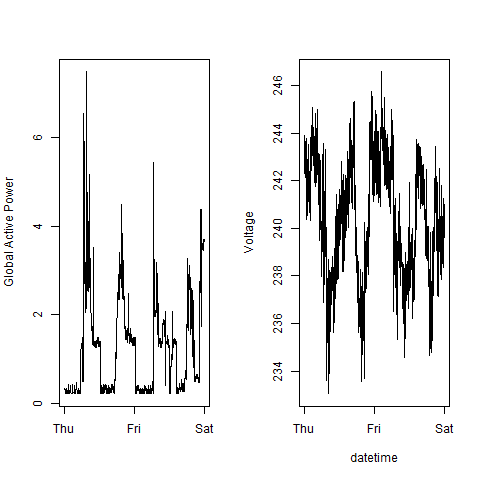 Global Active Power
6
4
2
0
Thu Fri Sat
Voltage
246
244
242
240
238
236
234
Thu Fri Sat
datetime